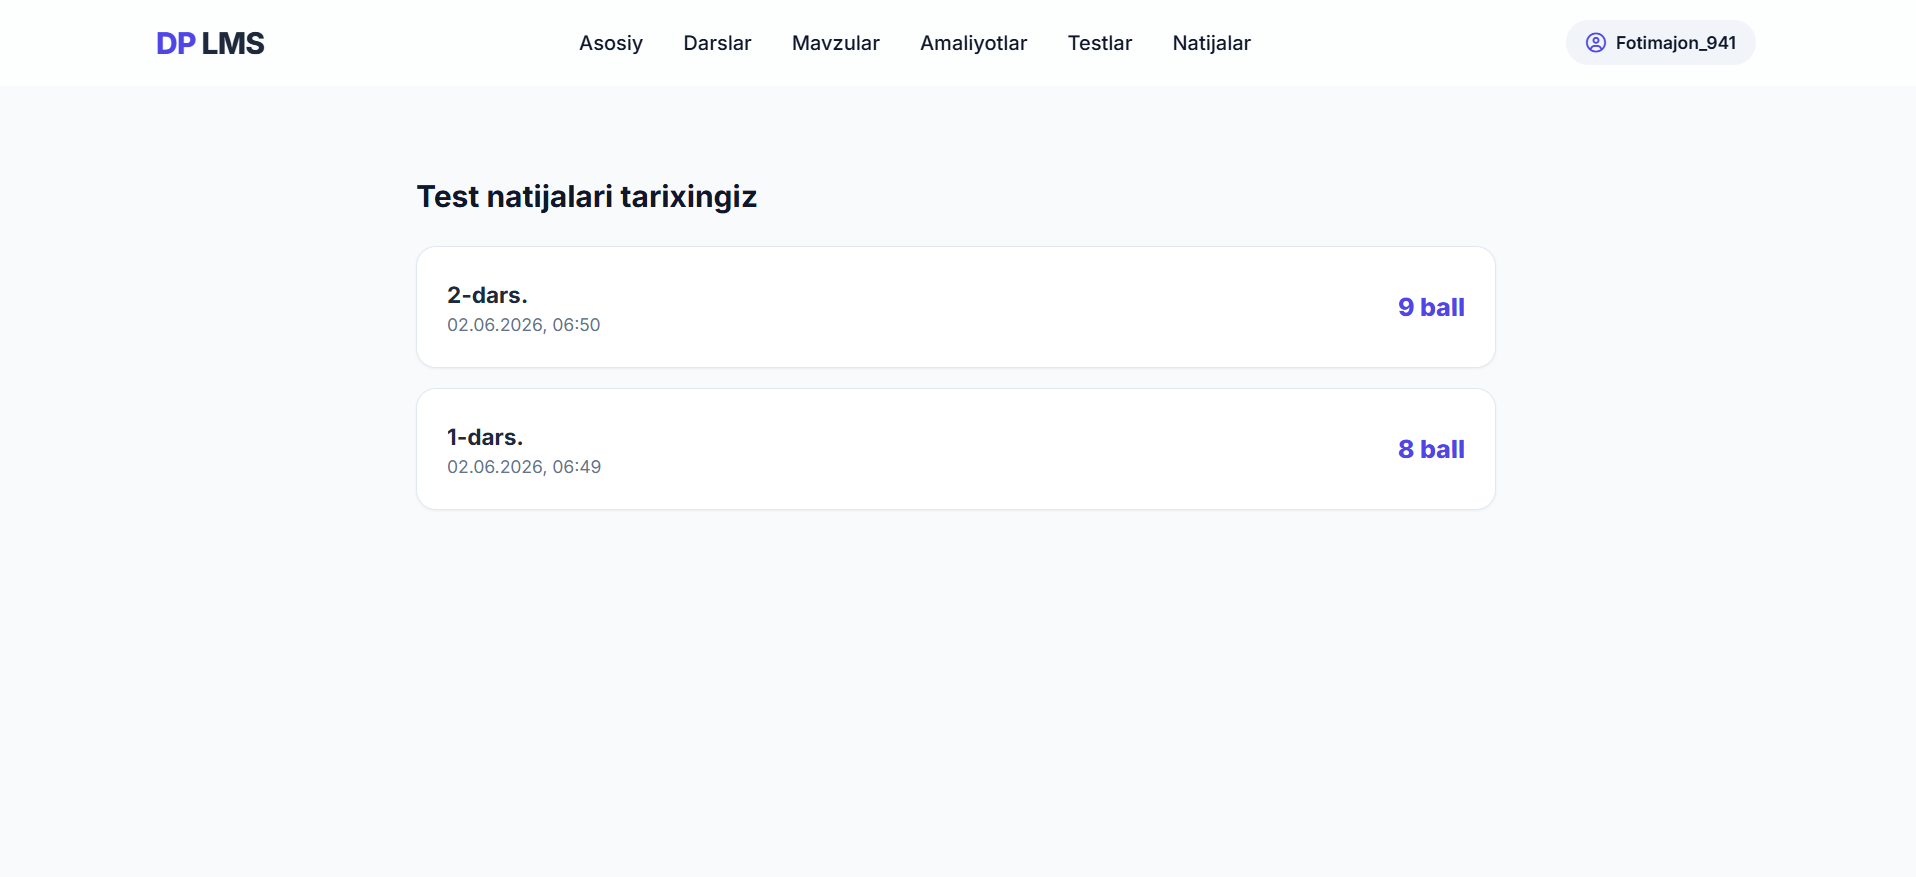 DP LMS
Asosiy Darslar Mavzular Amaliyotlar Testlar Natijalar
Fotimajon_941
Test natijalari tarixingiz
2-dars.
02.06.2026, 06:50
9 ball
1-dars.
02.06.2026, 06:49
8 ball